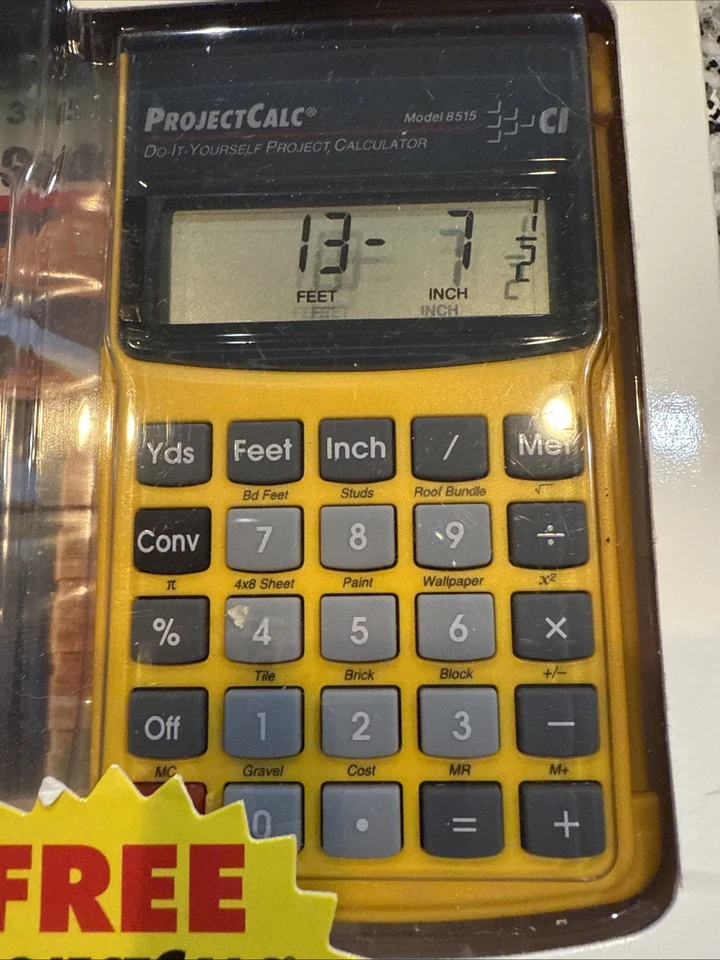 PROJECTCALC®
Model 8515
CI
DO-IT-YOURSELF PROJECT CALCULATOR
13 - 7 1/2
FEET INCH
Yds Feet Inch /
Bd Feet Studs Roof Bundle √
Conv 7 8 9 ÷
π 4x8 Sheet Paint Wallpaper x²
% 4 5 6 ×
Tile Brick Block +/−
Off 1 2 3 −
MC Gravel Cost MR M+
0 • = +
FREE